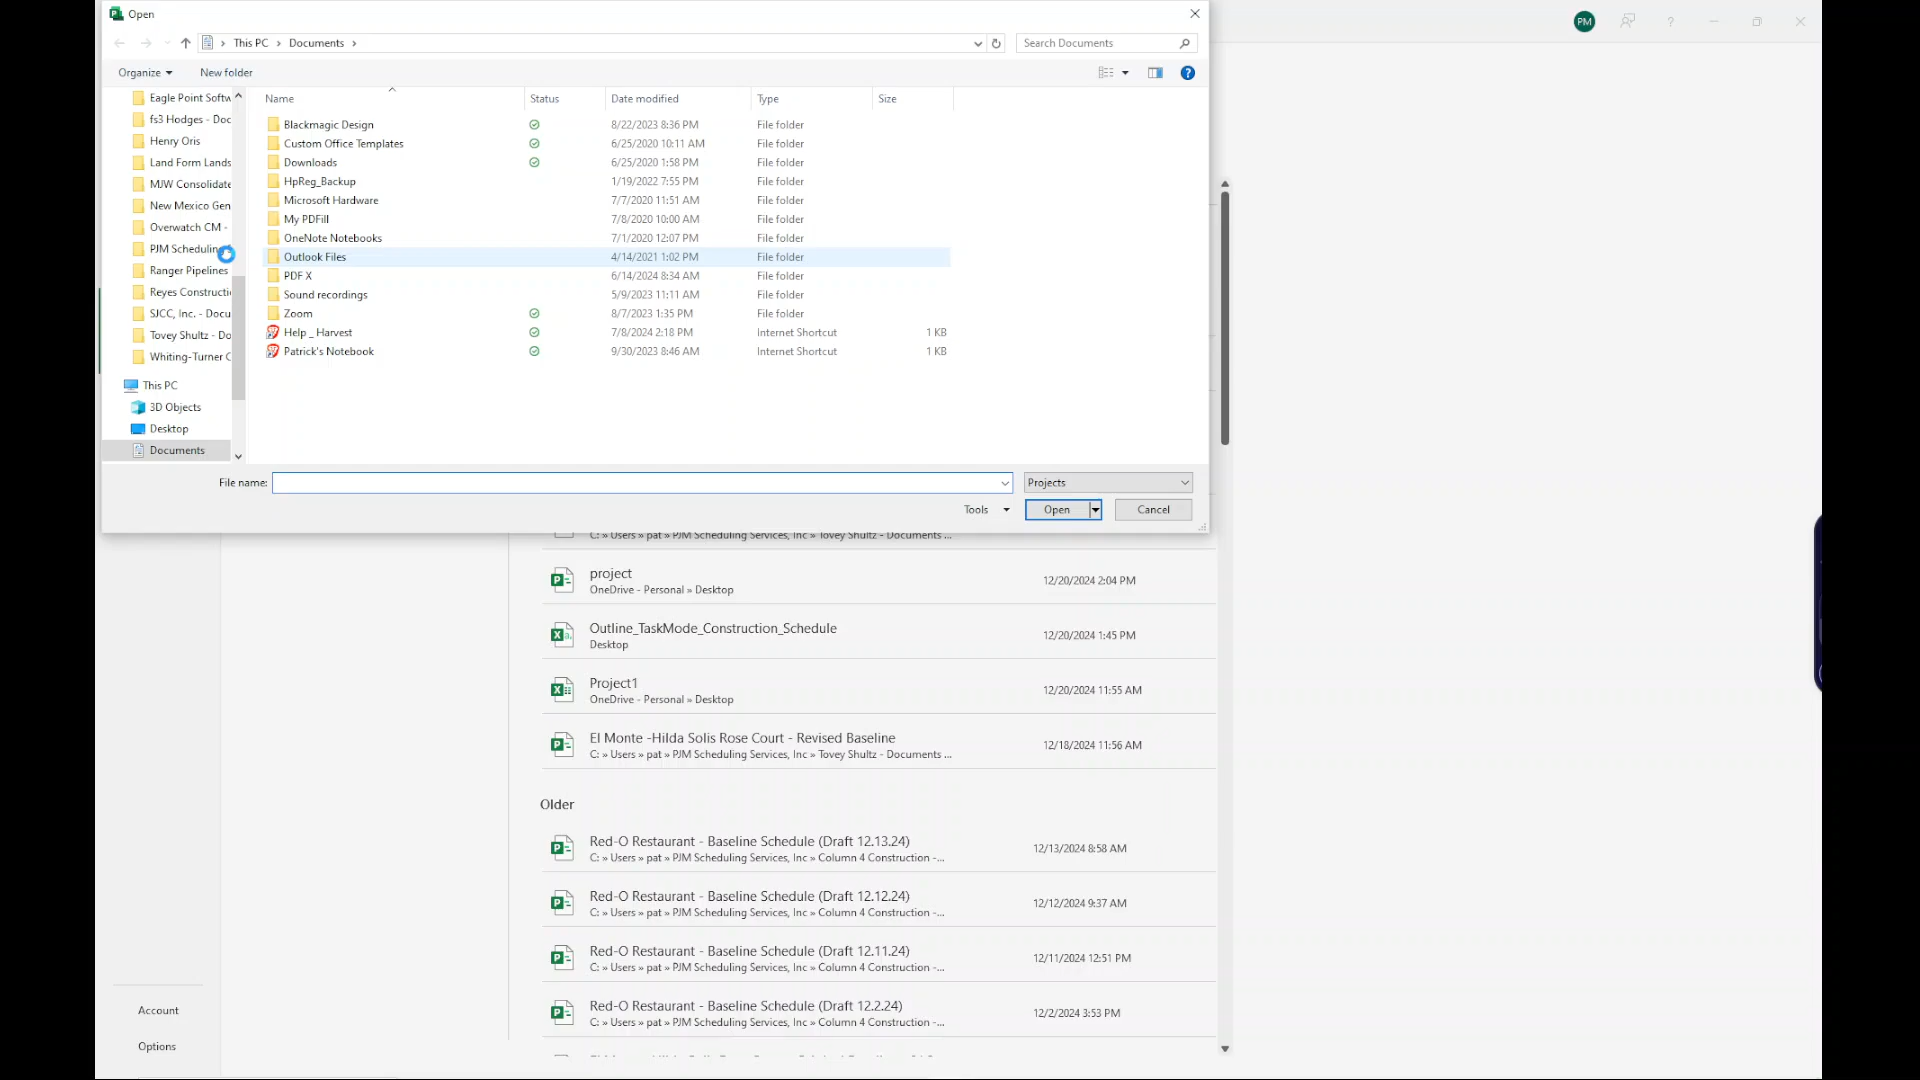 Open
PM
?
This PC
Documents
Search Documents
Organize
New folder
?
Name
Status
Date modified
Type
Size
Eagle Point Softw
fs3 Hodges - Doc
Henry Oris
Land Form Lands
MJW Consolidate
New Mexico Gen
Overwatch CM -
PJM Scheduling
Ranger Pipelines
Reyes Constructi
SJCC, Inc. - Docu
Tovey Shultz - Do
Whiting-Turner C
This PC
3D Objects
Desktop
Documents
Blackmagic Design 8/22/2023 8:36 PM File folder
Custom Office Templates 6/25/2020 10:11 AM File folder
Downloads 6/25/2020 1:58 PM File folder
HpReg_Backup 1/19/2022 7:55 PM File folder
Microsoft Hardware 7/7/2020 11:51 AM File folder
My PDFill 7/8/2020 10:00 AM File folder
OneNote Notebooks 7/1/2020 12:07 PM File folder
Outlook Files 4/14/2021 1:02 PM File folder
PDF X 6/14/2024 8:34 AM File folder
Sound recordings 5/9/2023 11:11 AM File folder
Zoom 8/7/2023 1:35 PM File folder
Help _ Harvest 7/8/2024 2:18 PM Internet Shortcut 1 KB
Patrick's Notebook 9/30/2023 8:46 AM Internet Shortcut 1 KB
File name:
Projects
Tools
Open
Cancel
C: » Users » pat » PJM Scheduling Services, Inc » Tovey Shultz - Documents ...
project 12/20/2024 2:04 PM
OneDrive - Personal » Desktop
Outline_TaskMode_Construction_Schedule 12/20/2024 1:45 PM
Desktop
Project1 12/20/2024 11:55 AM
OneDrive - Personal » Desktop
El Monte -Hilda Solis Rose Court - Revised Baseline 12/18/2024 11:56 AM
C: » Users » pat » PJM Scheduling Services, Inc » Tovey Shultz - Documents ...
Older
Red-O Restaurant - Baseline Schedule (Draft 12.13.24) 12/13/2024 8:58 AM
C: » Users » pat » PJM Scheduling Services, Inc » Column 4 Construction -...
Red-O Restaurant - Baseline Schedule (Draft 12.12.24) 12/12/2024 9:37 AM
C: » Users » pat » PJM Scheduling Services, Inc » Column 4 Construction -...
Red-O Restaurant - Baseline Schedule (Draft 12.11.24) 12/11/2024 12:51 PM
C: » Users » pat » PJM Scheduling Services, Inc » Column 4 Construction -...
Red-O Restaurant - Baseline Schedule (Draft 12.2.24) 12/2/2024 3:53 PM
C: » Users » pat » PJM Scheduling Services, Inc » Column 4 Construction -...
Account
Options